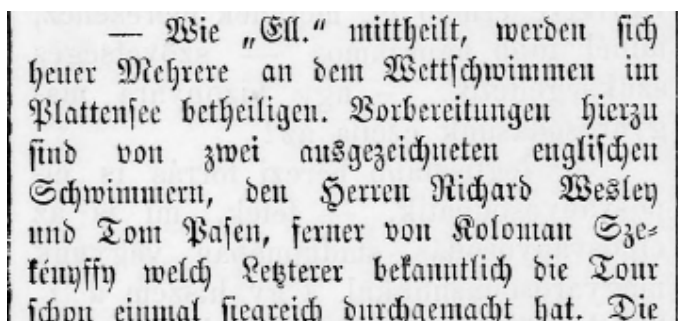 — Wie „Ell.“ mittheilt, werden sich
heuer Mehrere an dem Wettschwimmen im
Plattensee betheiligen. Vorbereitungen hierzu
sind von zwei ausgezeichneten englischen
Schwimmern, den Herren Richard Wesley
und Tom Pasen, ferner von Koloman Sze-
kenyffy welch Letzterer bekanntlich die Tour
schon einmal siegreich durchgemacht hat. Die